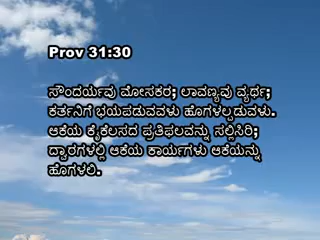 Prov 31:30
ಸೌಂದರ್ಯವು ಮೋಸಕರ; ಲಾವಣ್ಯವು ವ್ಯರ್ಥ;
ಕರ್ತನಿಗೆ ಭಯಪಡುವವಳು ಹೊಗಳಲ್ಪಡುವಳು.
ಆಕೆಯ ಕೈಕೆಲಸದ ಪ್ರತಿಫಲವನ್ನು ಸಲ್ಲಿಸಿರಿ;
ದ್ವಾರಗಳಲ್ಲಿ ಆಕೆಯ ಕಾರ್ಯಗಳು ಆಕೆಯನ್ನು
ಹೊಗಳಲಿ.